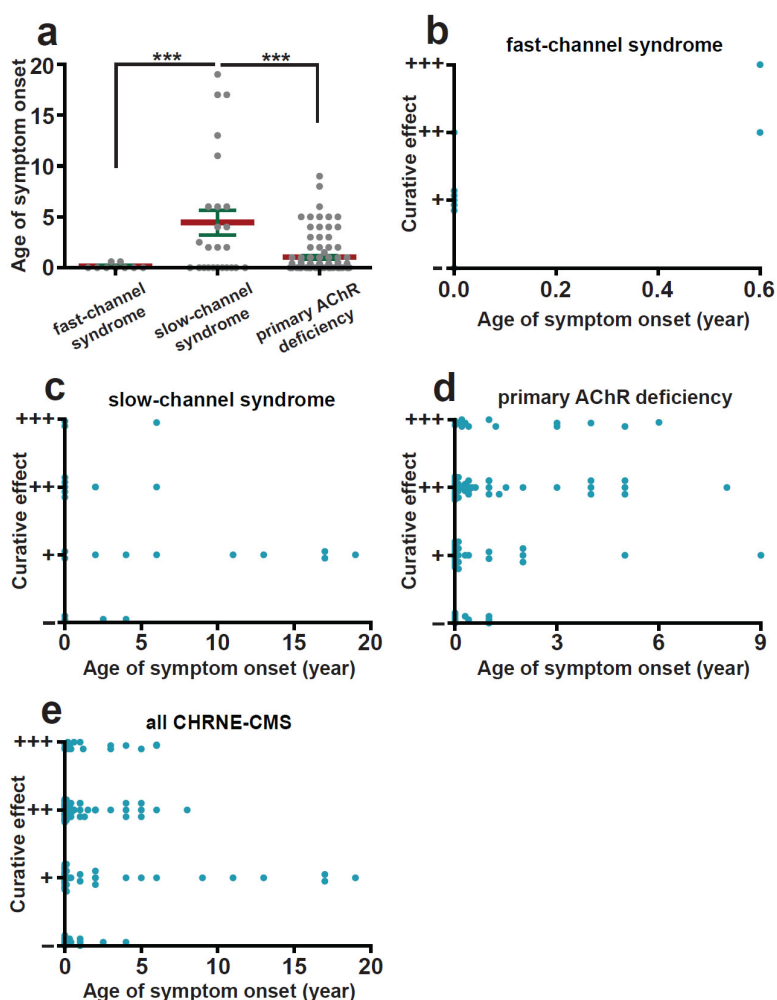 a
***
***
20
15
10
5
0
Age of symptom onset
fast-channel
syndrome
slow-channel
syndrome
primary AChR
deficiency
b
fast-channel syndrome
+++
++
+
Curative effect
0.0
0.2
0.4
0.6
Age of symptom onset (year)
c
slow-channel syndrome
+++
++
+
–
Curative effect
0
5
10
15
20
Age of symptom onset (year)
d
primary AChR deficiency
+++
++
+
–
Curative effect
0
3
6
9
Age of symptom onset (year)
e
all CHRNE-CMS
+++
++
+
–
Curative effect
0
5
10
15
20
Age of symptom onset (year)